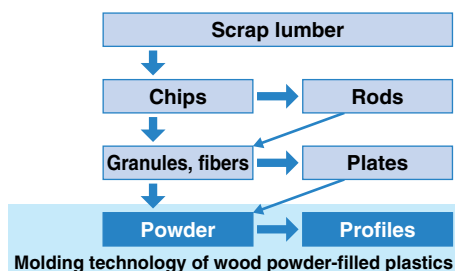 Scrap lumber
Chips
Rods
Granules, fibers
Plates
Powder
Profiles
Molding technology of wood powder-filled plastics